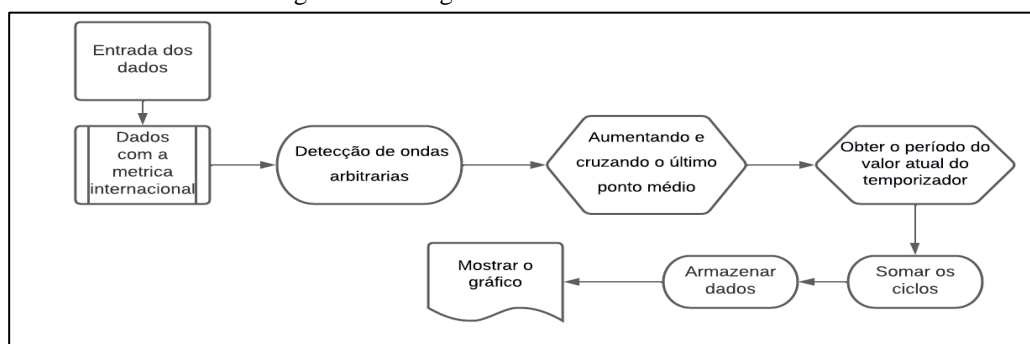 Entrada dos
dados
Dados
com a
metrica
internacional
Detecção de ondas
arbitrarias
Aumentando e
cruzando o último
ponto médio
Obter o período do
valor atual do
temporizador
Mostrar o
gráfico
Armazenar
dados
Somar os
ciclos